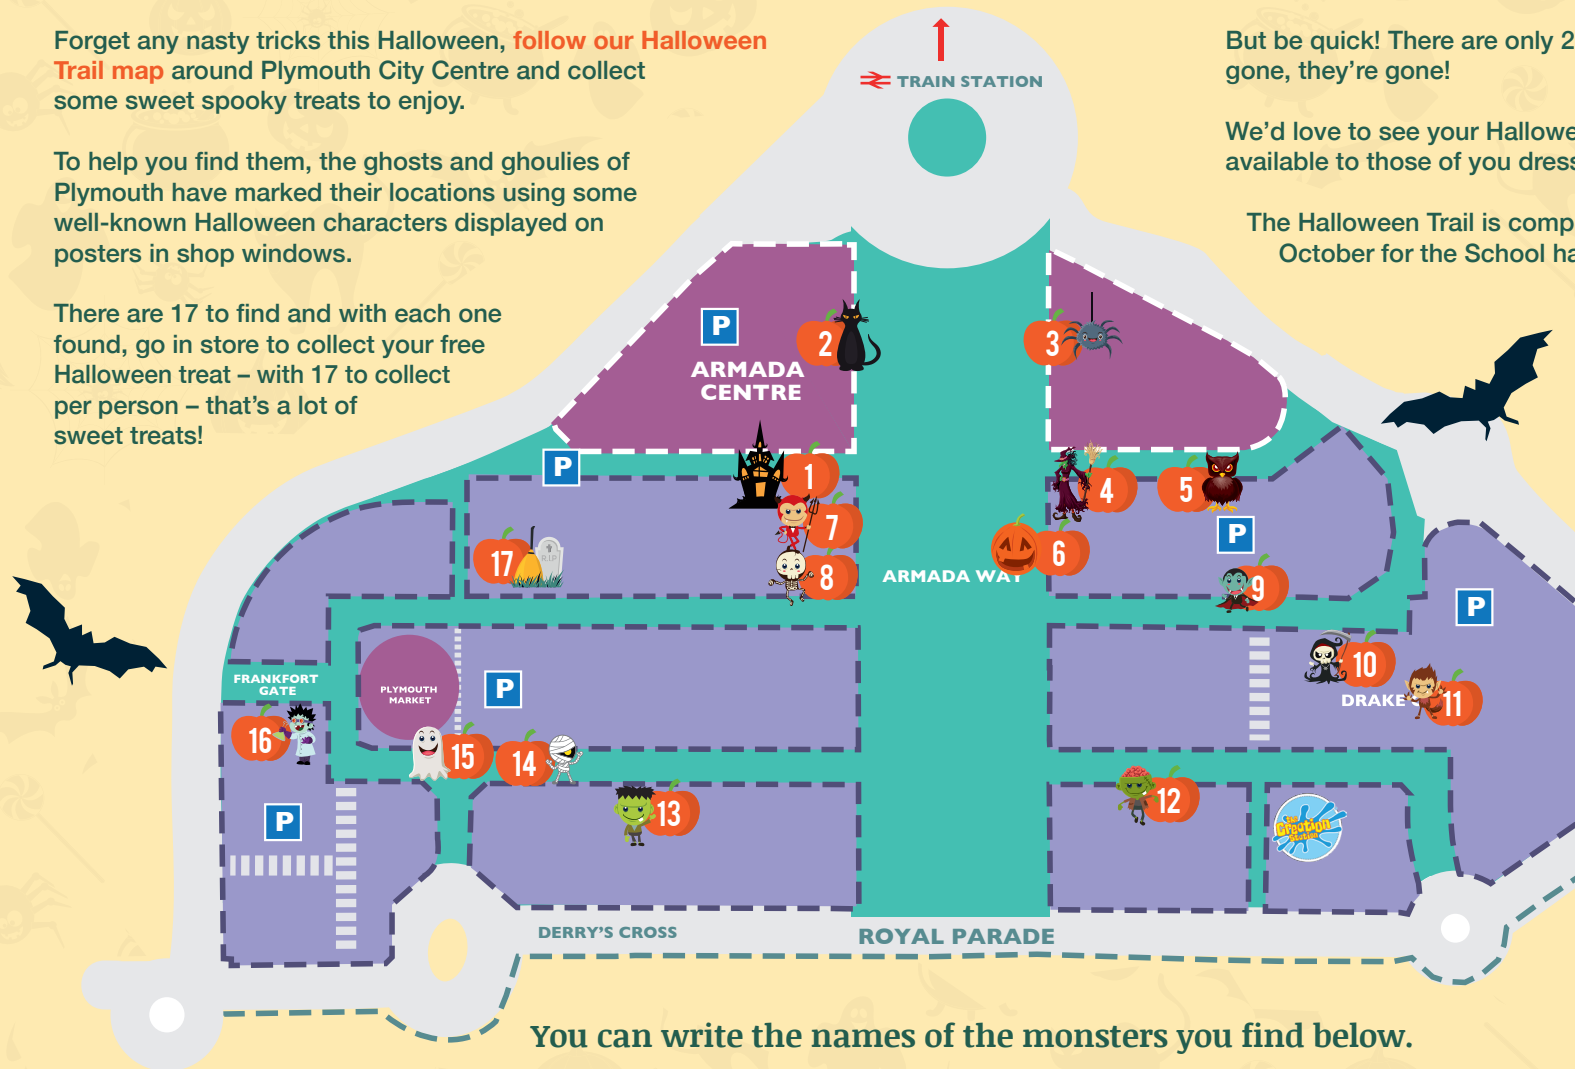 Forget any nasty tricks this Halloween, follow our Halloween
Trail map around Plymouth City Centre and collect
some sweet spooky treats to enjoy.
To help you find them, the ghosts and ghoulies of
Plymouth have marked their locations using some
well-known Halloween characters displayed on
posters in shop windows.
There are 17 to find and with each one
found, go in store to collect your free
Halloween treat – with 17 to collect
per person – that's a lot of
sweet treats!
But be quick! There are only 2
gone, they're gone!
We'd love to see your Hallowe
available to those of you dress
The Halloween Trail is comp
October for the School ha
TRAIN STATION
P
2
3
ARMADA
CENTRE
P
1
4
5
7
P
17
6
8
ARMADA WAY
9
P
RIP
10
FRANKFORT
GATE
PLYMOUTH
MARKET
P
DRAKE
11
16
15
14
13
12
P
The
Creation
Station
DERRY'S CROSS
ROYAL PARADE
You can write the names of the monsters you find below.